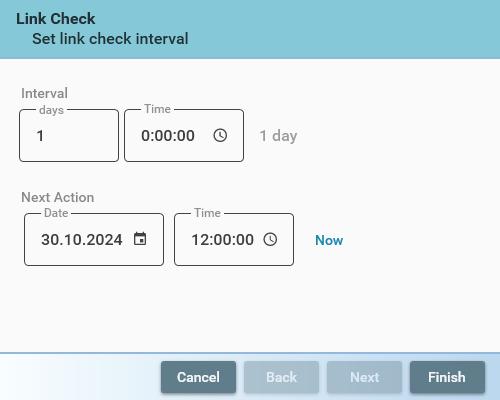 Link Check
Set link check interval
Interval
days
Time
1
0:00:00
1 day
Next Action
Date
Time
30.10.2024
12:00:00
Now
Cancel
Back
Next
Finish